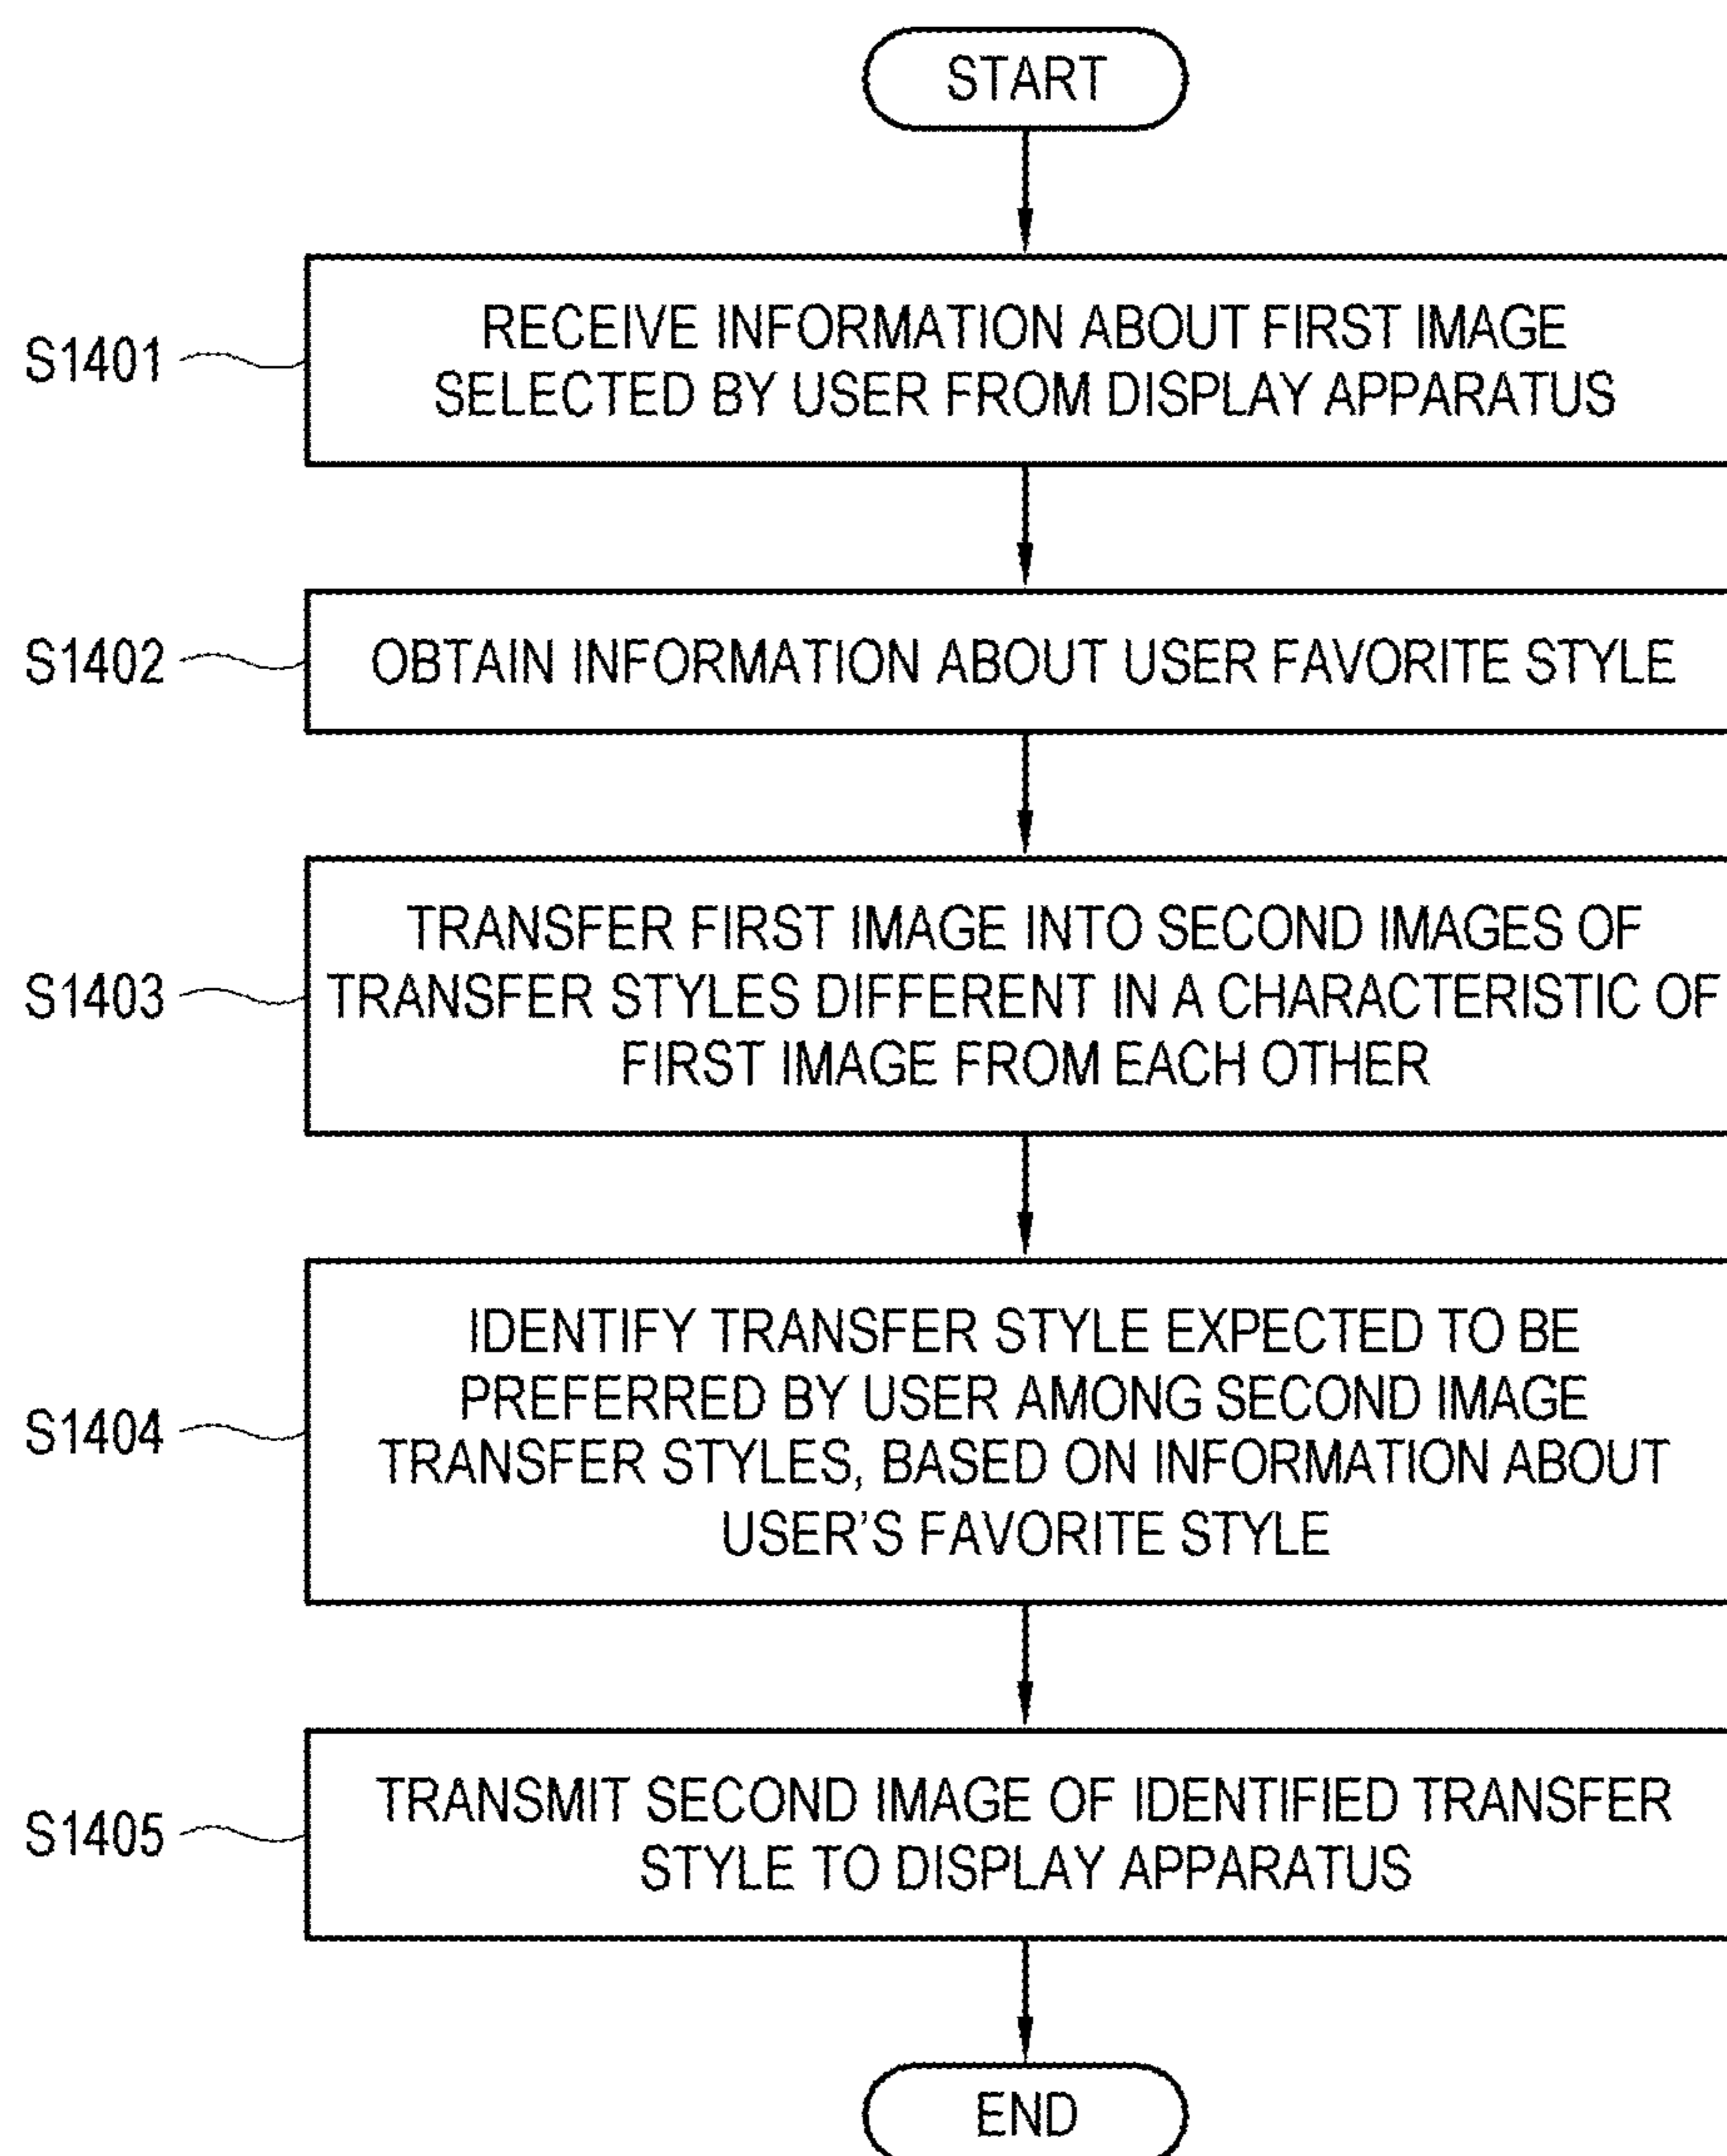 START
S1401
RECEIVE INFORMATION ABOUT FIRST IMAGE
SELECTED BY USER FROM DISPLAY APPARATUS
S1402
OBTAIN INFORMATION ABOUT USER FAVORITE STYLE
S1403
TRANSFER FIRST IMAGE INTO SECOND IMAGES OF
TRANSFER STYLES DIFFERENT IN A CHARACTERISTIC OF
FIRST IMAGE FROM EACH OTHER
S1404
IDENTIFY TRANSFER STYLE EXPECTED TO BE
PREFERRED BY USER AMONG SECOND IMAGE
TRANSFER STYLES, BASED ON INFORMATION ABOUT
USER’S FAVORITE STYLE
S1405
TRANSMIT SECOND IMAGE OF IDENTIFIED TRANSFER
STYLE TO DISPLAY APPARATUS
END